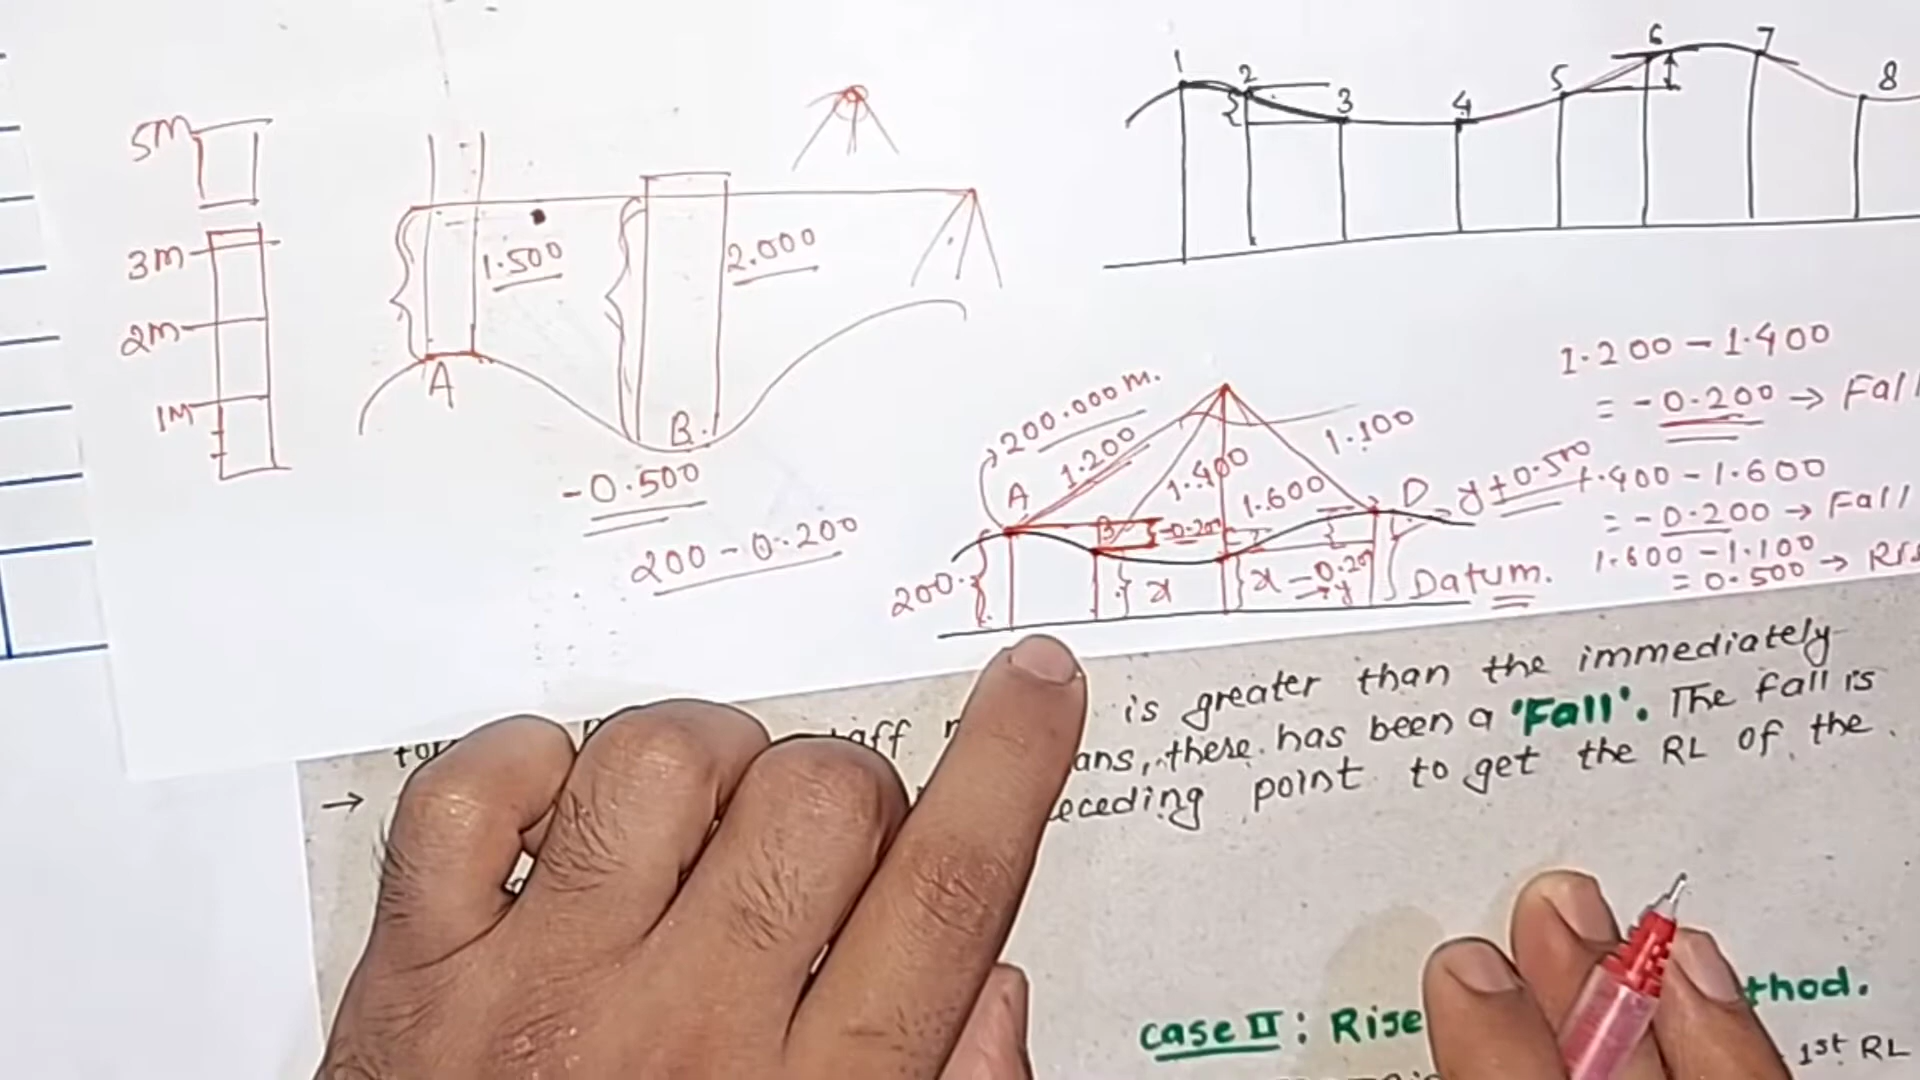 5M
3M
2M
1M
1.500
2.000
A
B
-0.500
200-0.200
1
2
3
4
5
6
7
8
200.000 m.
1.200
1.400
1.600
1.100
A
B
-0.200
D
y+0.500
200.
x
x-0.20
→y
Datum.
1.200-1.400
=-0.200→Fall
1.400-1.600
=-0.200→Fall
1.600-1.100
=0.500→
is greater than the immediately
there has been a 'Fall'. The fall is
point to get the RL of the
→
Case II: Rise
1st RL